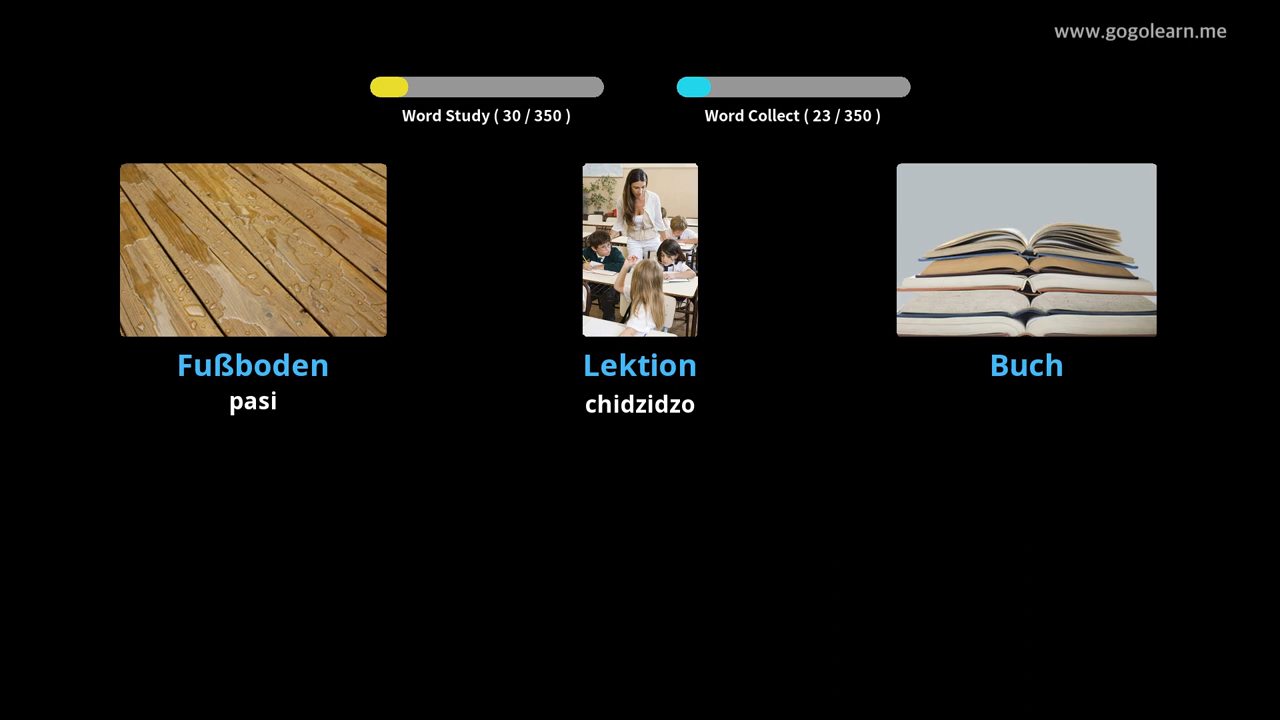 www.gogolearn.me
Word Study ( 30 / 350 )
Word Collect ( 23 / 350 )
Fußboden
pasi
Lektion
chidzidzo
Buch